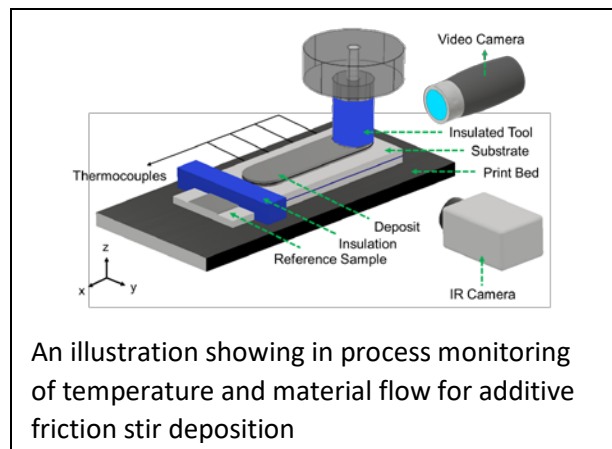 Video Camera
Insulated Tool
Substrate
Print Bed
Thermocouples
Deposit
Insulation
Reference Sample
IR Camera
z
x
y
An illustration showing in process monitoring
of temperature and material flow for additive
friction stir deposition